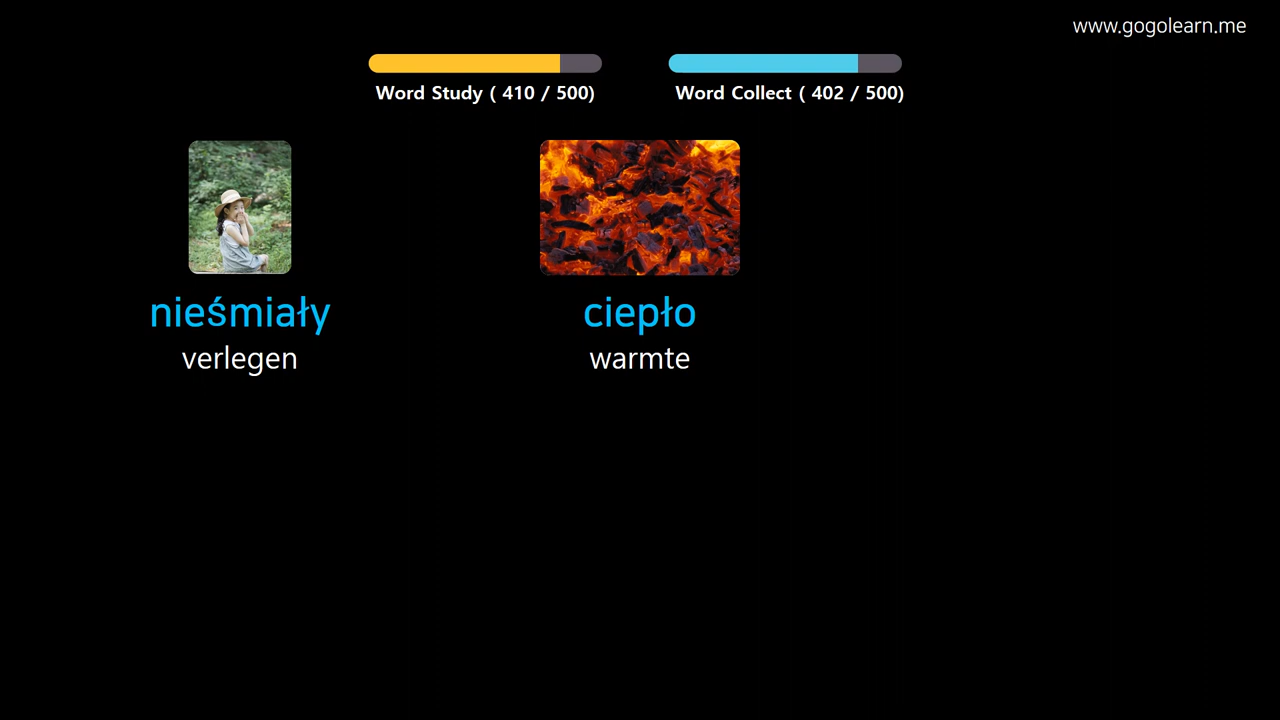 www.gogolearn.me
Word Study ( 410 / 500)
Word Collect ( 402 / 500)
nieśmiały
verlegen
ciepło
warmte